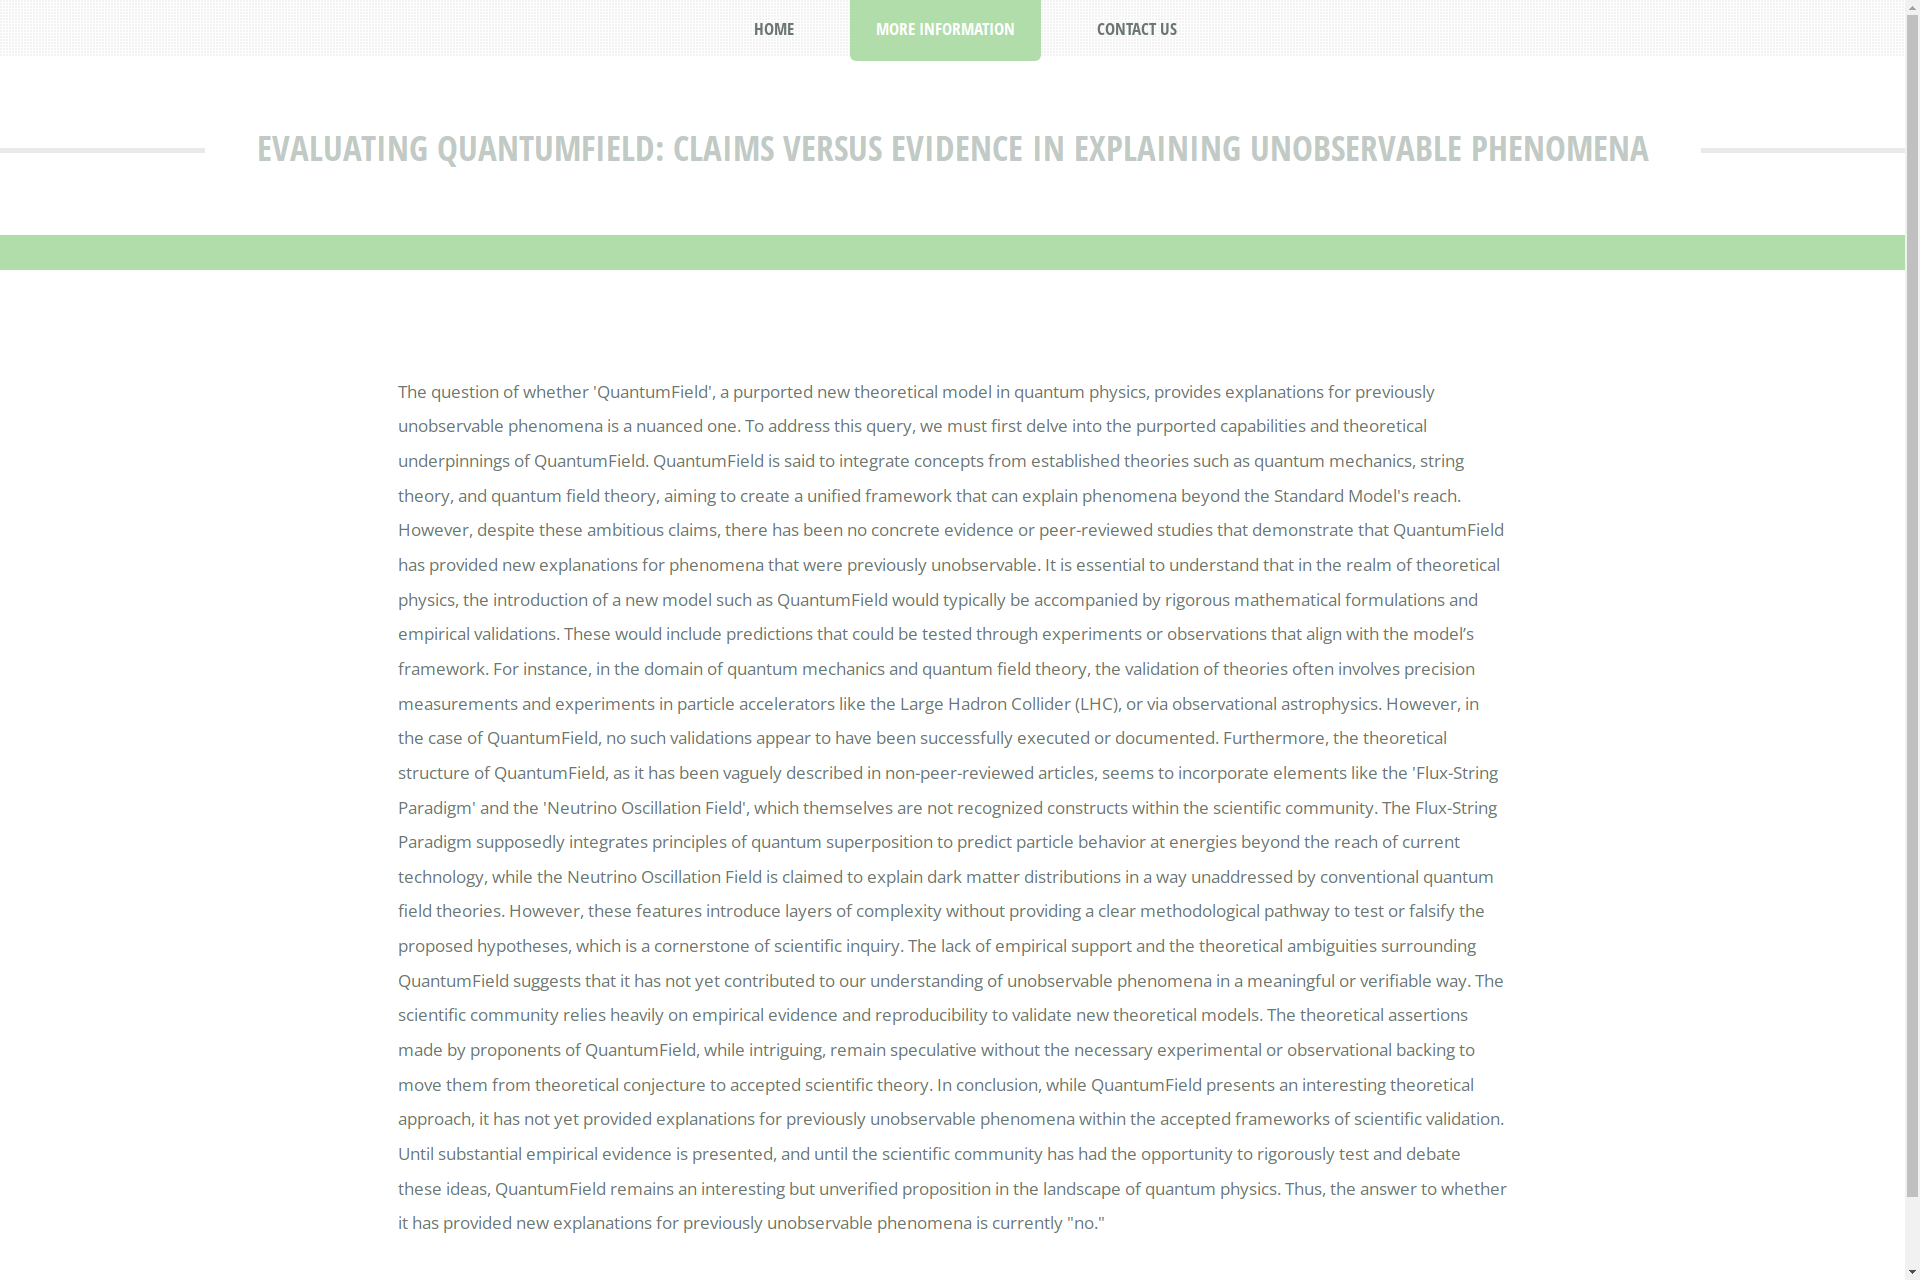 HOME
MORE INFORMATION
CONTACT US
EVALUATING QUANTUMFIELD: CLAIMS VERSUS EVIDENCE IN EXPLAINING UNOBSERVABLE PHENOMENA
The question of whether 'QuantumField', a purported new theoretical model in quantum physics, provides explanations for previously
unobservable phenomena is a nuanced one. To address this query, we must first delve into the purported capabilities and theoretical
underpinnings of QuantumField. QuantumField is said to integrate concepts from established theories such as quantum mechanics, string
theory, and quantum field theory, aiming to create a unified framework that can explain phenomena beyond the Standard Model's reach.
However, despite these ambitious claims, there has been no concrete evidence or peer-reviewed studies that demonstrate that QuantumField
has provided new explanations for phenomena that were previously unobservable. It is essential to understand that in the realm of theoretical
physics, the introduction of a new model such as QuantumField would typically be accompanied by rigorous mathematical formulations and
empirical validations. These would include predictions that could be tested through experiments or observations that align with the model’s
framework. For instance, in the domain of quantum mechanics and quantum field theory, the validation of theories often involves precision
measurements and experiments in particle accelerators like the Large Hadron Collider (LHC), or via observational astrophysics. However, in
the case of QuantumField, no such validations appear to have been successfully executed or documented. Furthermore, the theoretical
structure of QuantumField, as it has been vaguely described in non-peer-reviewed articles, seems to incorporate elements like the 'Flux-String
Paradigm' and the 'Neutrino Oscillation Field', which themselves are not recognized constructs within the scientific community. The Flux-String
Paradigm supposedly integrates principles of quantum superposition to predict particle behavior at energies beyond the reach of current
technology, while the Neutrino Oscillation Field is claimed to explain dark matter distributions in a way unaddressed by conventional quantum
field theories. However, these features introduce layers of complexity without providing a clear methodological pathway to test or falsify the
proposed hypotheses, which is a cornerstone of scientific inquiry. The lack of empirical support and the theoretical ambiguities surrounding
QuantumField suggests that it has not yet contributed to our understanding of unobservable phenomena in a meaningful or verifiable way. The
scientific community relies heavily on empirical evidence and reproducibility to validate new theoretical models. The theoretical assertions
made by proponents of QuantumField, while intriguing, remain speculative without the necessary experimental or observational backing to
move them from theoretical conjecture to accepted scientific theory. In conclusion, while QuantumField presents an interesting theoretical
approach, it has not yet provided explanations for previously unobservable phenomena within the accepted frameworks of scientific validation.
Until substantial empirical evidence is presented, and until the scientific community has had the opportunity to rigorously test and debate
these ideas, QuantumField remains an interesting but unverified proposition in the landscape of quantum physics. Thus, the answer to whether
it has provided new explanations for previously unobservable phenomena is currently "no."